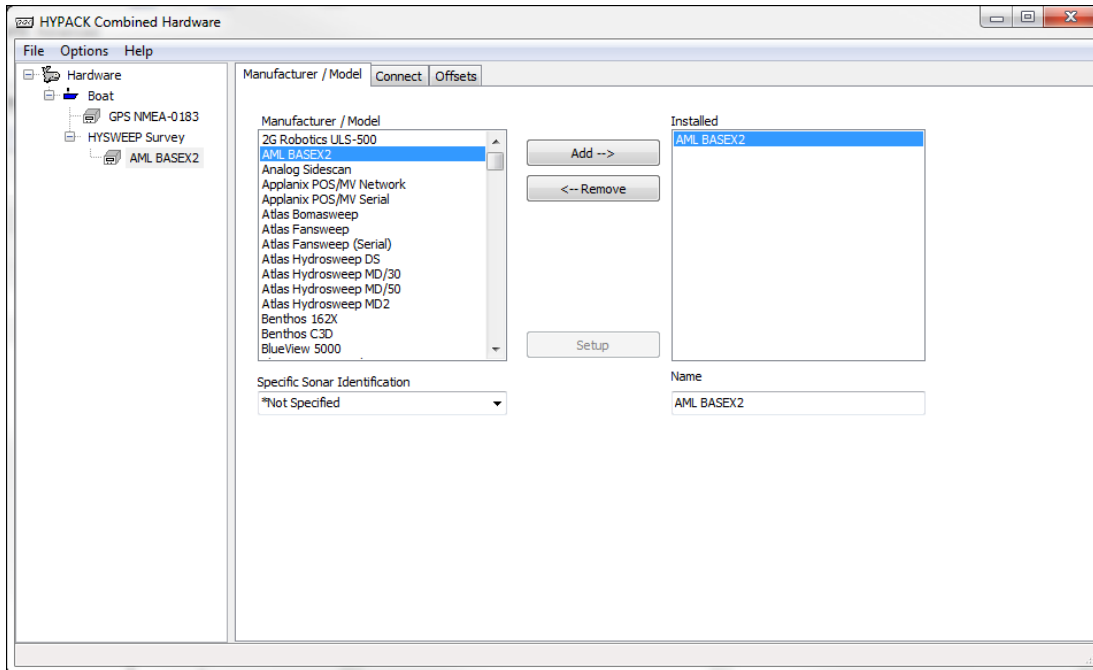 HYPACK Combined Hardware
File Options Help
Hardware
Boat
GPS NMEA-0183
HYSWEEP Survey
AML BASEX2
Manufacturer / Model
Connect
Offsets
Manufacturer / Model
2G Robotics ULS-500
AML BASEX2
Analog Sidescan
Applanix POS/MV Network
Applanix POS/MV Serial
Atlas Bomasweep
Atlas Fansweep
Atlas Fansweep (Serial)
Atlas Hydrosweep DS
Atlas Hydrosweep MD/30
Atlas Hydrosweep MD/50
Atlas Hydrosweep MD2
Benthos 162X
Benthos C3D
BlueView 5000
Add -->
<-- Remove
Setup
Installed
AML BASEX2
Specific Sonar Identification
*Not Specified
Name
AML BASEX2